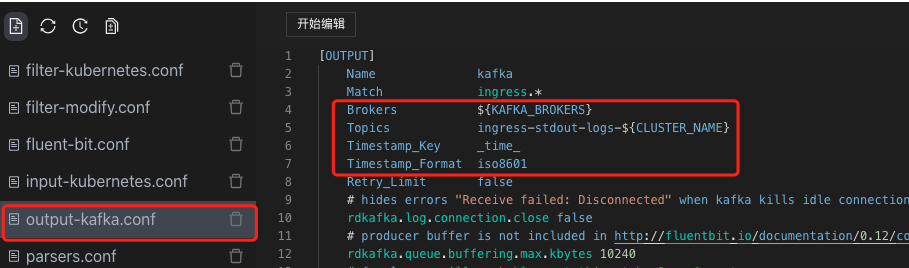 开始编辑
filter-kubernetes.conf
filter-modify.conf
fluent-bit.conf
input-kubernetes.conf
output-kafka.conf
parsers.conf
1 [OUTPUT]
2 Name kafka
3 Match ingress.*
4 Brokers ${KAFKA_BROKERS}
5 Topics ingress-stdout-logs-${CLUSTER_NAME}
6 Timestamp_Key _time_
7 Timestamp_Format iso8601
8 Retry_Limit false
9 # hides errors "Receive failed: Disconnected" when kafka kills idle connection
10 rdkafka.log.connection.close false
11 # producer buffer is not included in http://fluentbit.io/documentation/0.12/co
12 rdkafka.queue.buffering.max.kbytes 10240